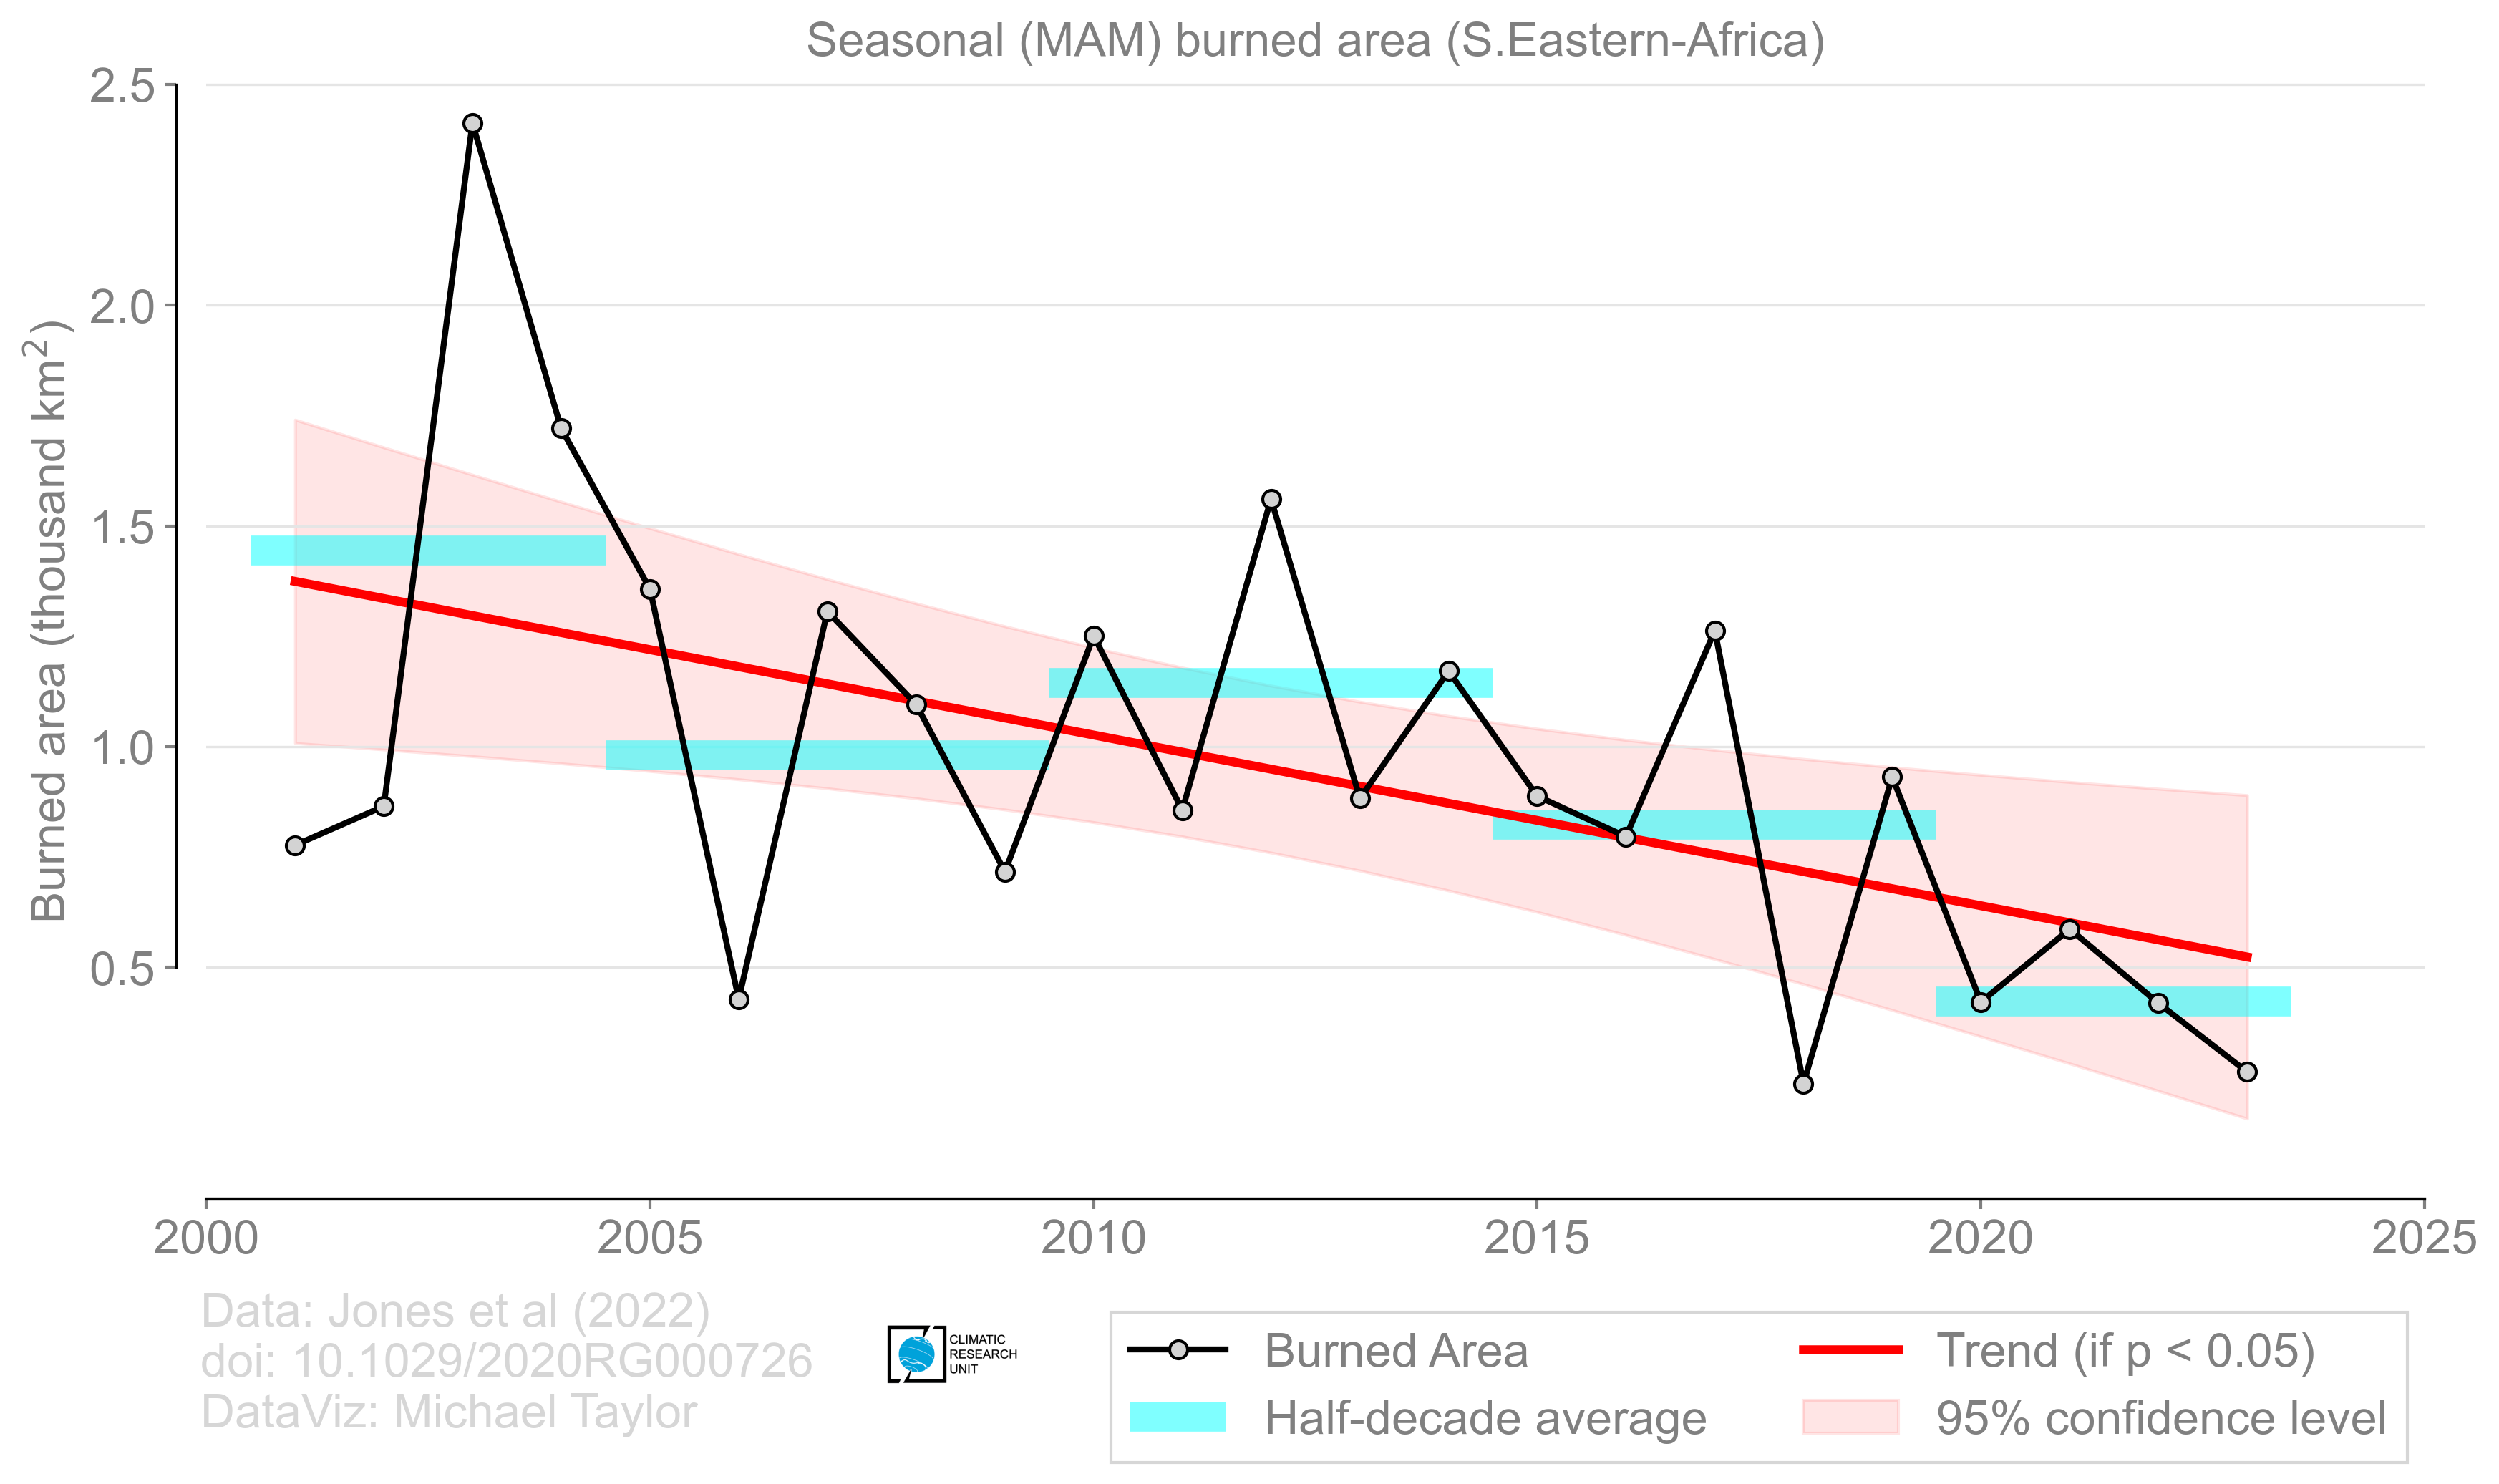 Seasonal (MAM) burned area (S.Eastern-Africa)
Burned area (thousand km²)
2.5
2.0
1.5
1.0
0.5
2000 2005 2010 2015 2020 2025
Data: Jones et al (2022)
doi: 10.1029/2020RG000726
DataViz: Michael Taylor
CLIMATIC
RESEARCH
UNIT
Burned Area
Half-decade average
Trend (if p < 0.05)
95% confidence level